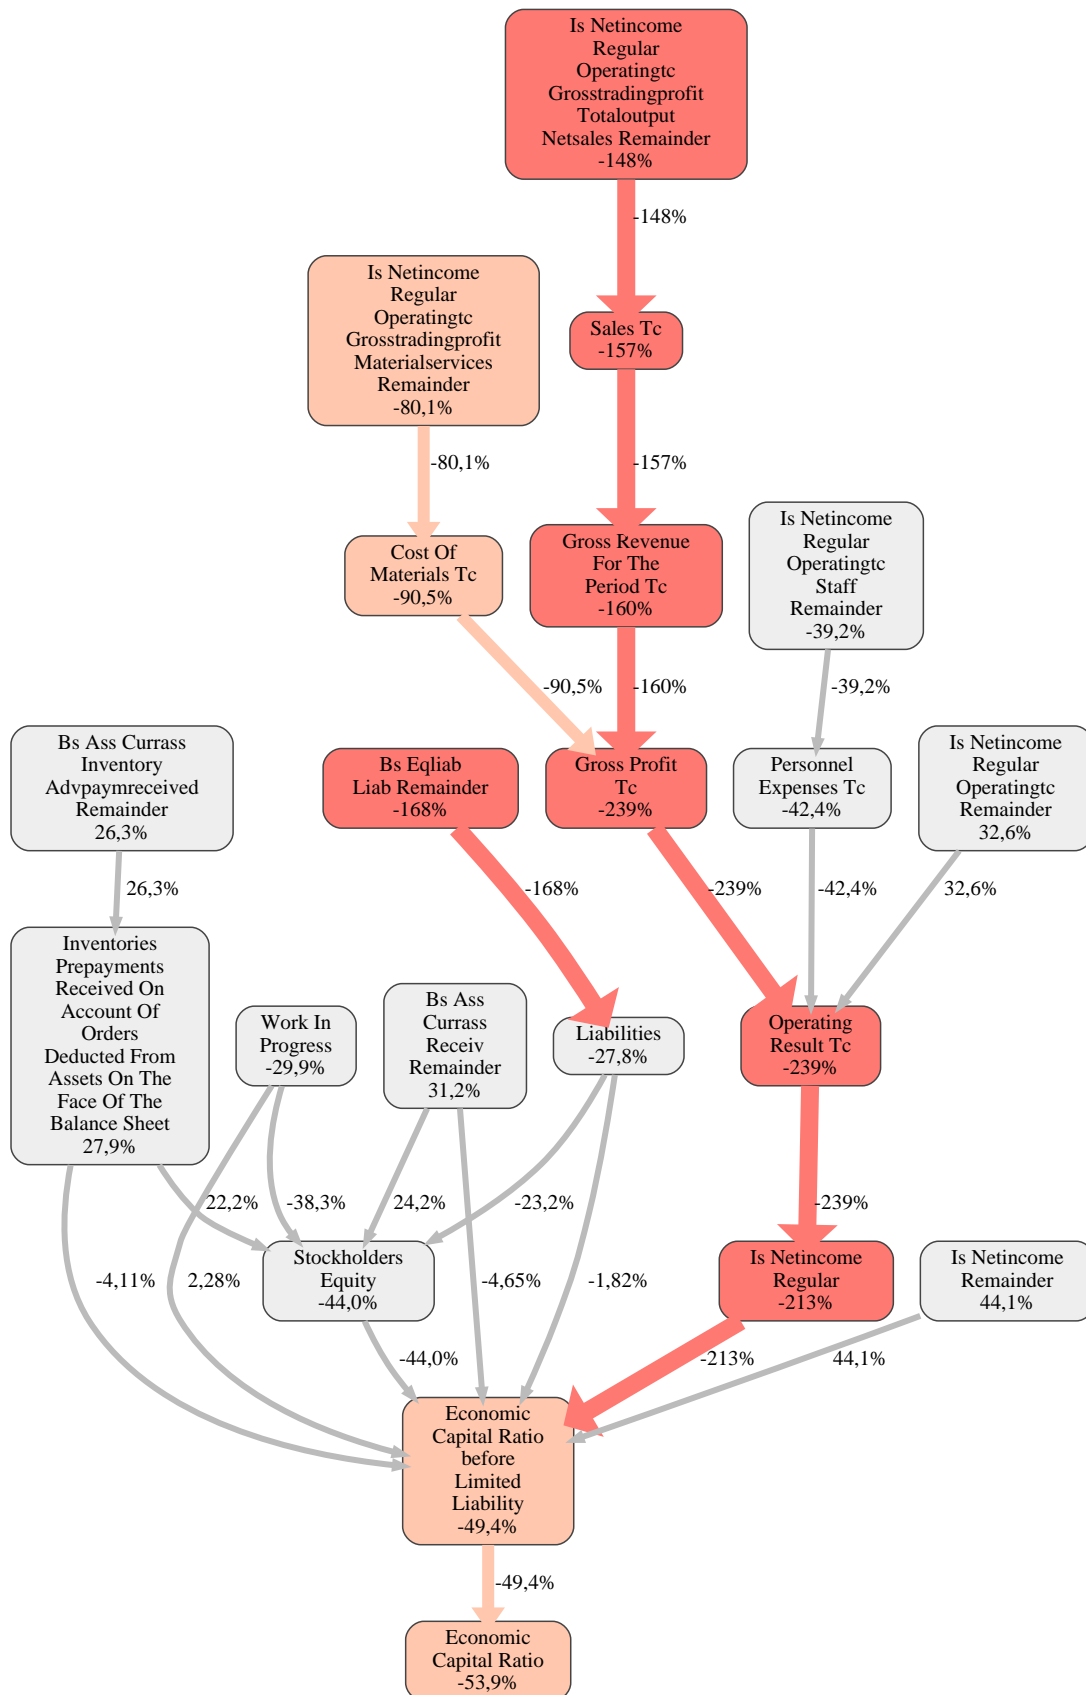 Is Netincome
Regular
Operatingtc
Grosstradingprofit
Totaloutput
Netsales Remainder
-148%
-148%
Is Netincome
Regular
Operatingtc
Grosstradingprofit
Materialservices
Remainder
-80,1%
Sales Tc
-157%
-80,1%
-157%
Cost Of
Materials Tc
-90,5%
Gross Revenue
For The
Period Tc
-160%
Is Netincome
Regular
Operatingtc
Staff
Remainder
-39,2%
-90,5%
-160%
-39,2%
Bs Ass Currass
Inventory
Advpaymreceived
Remainder
26,3%
Bs Eqliab
Liab Remainder
-168%
Gross Profit
Tc
-239%
Personnel
Expenses Tc
-42,4%
Is Netincome
Regular
Operatingtc
Remainder
32,6%
26,3%
-168%
-239%
-42,4%
32,6%
Inventories
Prepayments
Received On
Account Of
Orders
Deducted From
Assets On The
Face Of The
Balance Sheet
27,9%
Work In
Progress
-29,9%
Bs Ass
Currass
Receiv
Remainder
31,2%
Liabilities
-27,8%
Operating
Result Tc
-239%
22,2%
-38,3%
24,2%
-23,2%
-239%
Stockholders
Equity
-44,0%
Is Netincome
Regular
-213%
Is Netincome
Remainder
44,1%
-4,11%
2,28%
-4,65%
-1,82%
-44,0%
-213%
44,1%
Economic
Capital Ratio
before
Limited
Liability
-49,4%
-49,4%
Economic
Capital Ratio
-53,9%